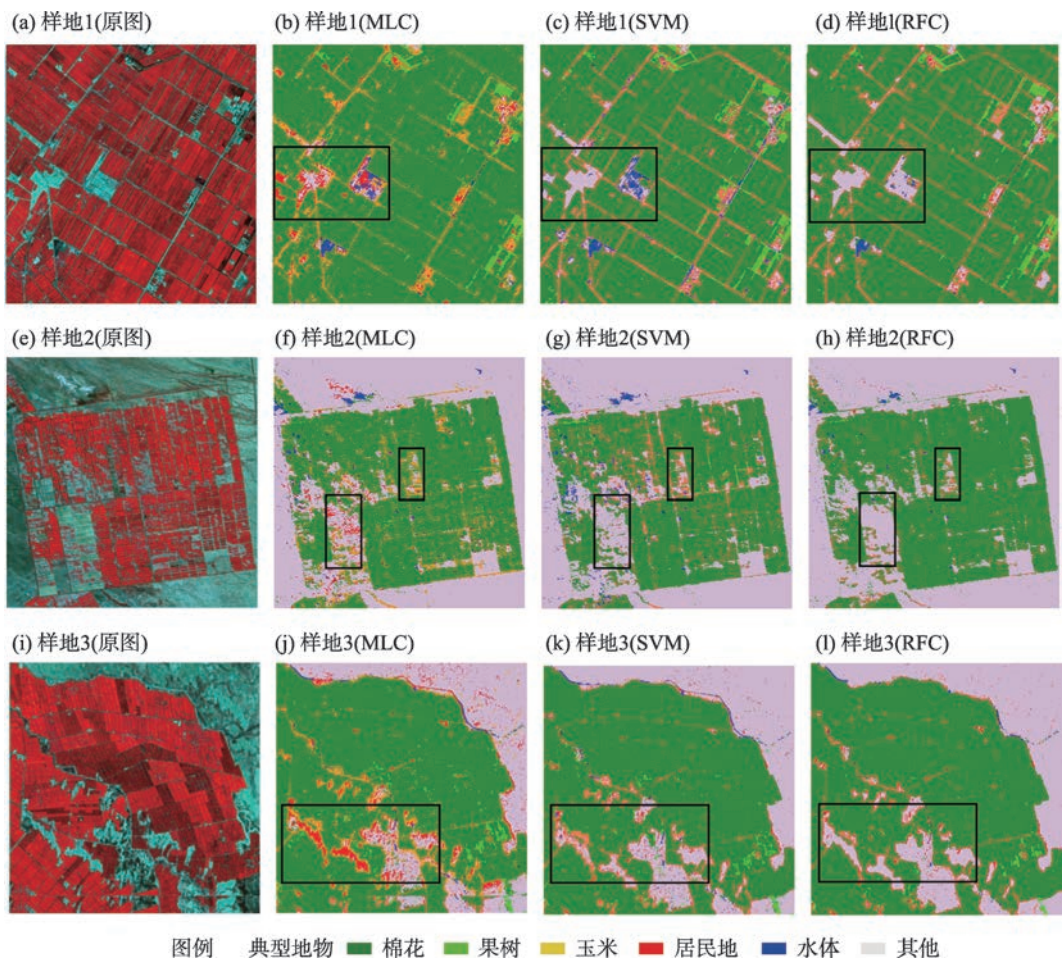 (a) 样地1(原图) (b) 样地1(MLC) (c) 样地1(SVM) (d) 样地l(RFC)
(e) 样地2(原图) (f) 样地2(MLC) (g) 样地2(SVM) (h) 样地2(RFC)
(i) 样地3(原图) (j) 样地3(MLC) (k) 样地3(SVM) (l) 样地3(RFC)
图例 典型地物 棉花 果树 玉米 居民地 水体 其他